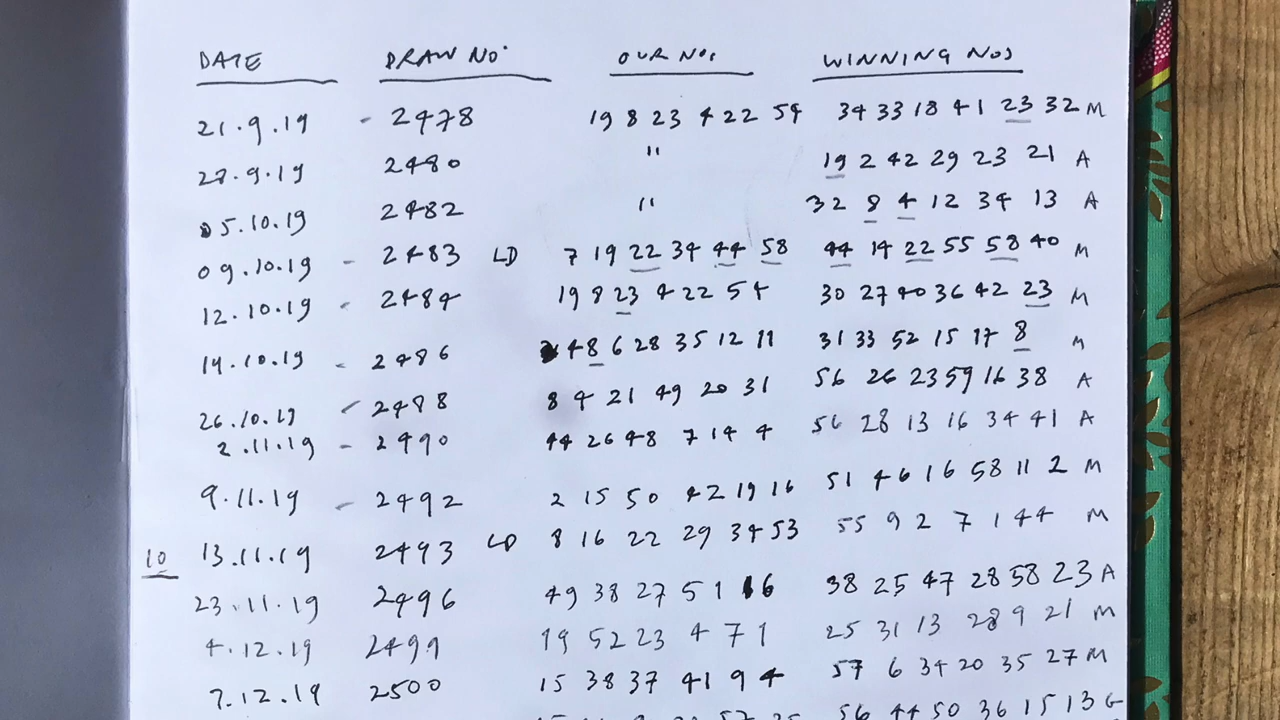 DATE DRAW NO OUR NOS WINNING NOS
21.9.19 - 2478 19 8 23 4 22 54 34 33 18 41 23 32 M
28.9.19 2480 " 19 2 42 29 23 21 A
05.10.19 2482 " 32 8 4 12 34 13 A
09.10.19 - 2483 LD 7 19 22 34 44 58 44 14 22 55 58 40 M
12.10.19 - 2484 19 8 23 4 22 54 30 27 40 36 42 23 M
19.10.19 - 2486 48 6 28 35 12 11 31 33 52 15 17 8 M
26.10.19 - 2488 8 4 21 49 20 31 56 26 23 59 16 38 A
2.11.19 - 2490 44 26 48 7 14 4 56 28 13 16 34 41 A
9.11.19 - 2492 2 15 50 42 19 16 51 46 16 58 11 2 M
10 13.11.19 2493 LD 8 16 22 29 34 53 55 9 2 7 1 44 M
23.11.19 2496 49 38 27 51 16 38 25 47 28 58 23 A
4.12.19 2499 19 52 23 4 7 1 25 31 13 28 9 21 M
7.12.19 2500 15 38 37 41 9 4 57 6 34 20 35 27 M
56 44 50 36 15 13 G